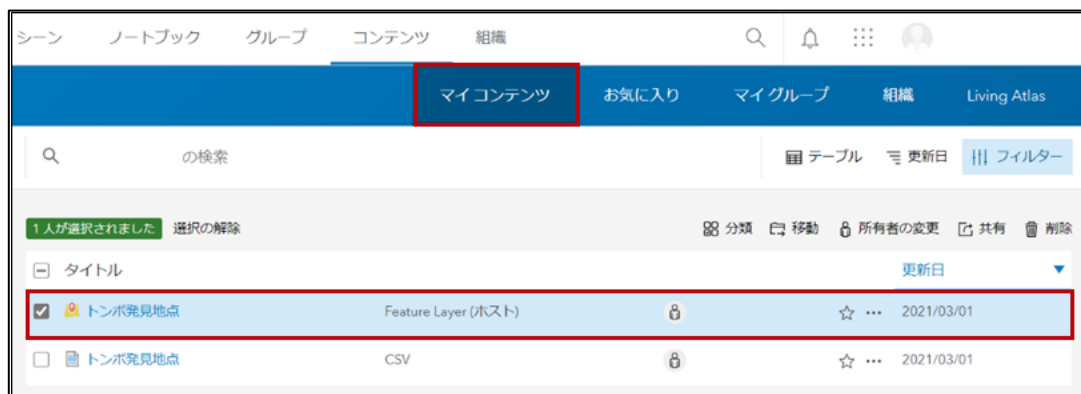 シーン ノートブック グループ コンテンツ 組織
マイ コンテンツ お気に入り マイ グループ 組織 Living Atlas
の検索 テーブル 更新日 フィルター
1 人が選択されました 選択の解除 分類 移動 所有者の変更 共有 削除
タイトル 更新日
トンボ発見地点 Feature Layer (ホスト) 2021/03/01
トンボ発見地点 CSV 2021/03/01